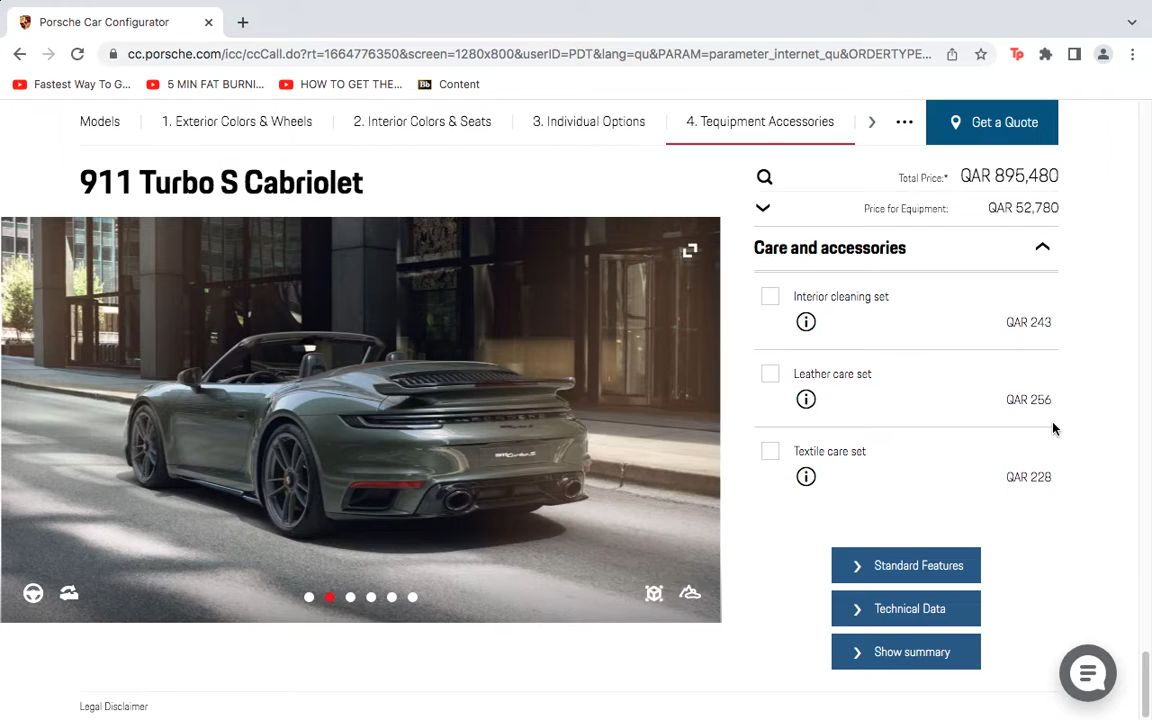 Porsche Car Configurator
cc.porsche.com/icc/ccCall.do?rt=1664776350&screen=1280x800&userID=PDT&lang=qu&PARAM=parameter_internet_qu&ORDERTYPE...
Fastest Way To G... 5 MIN FAT BURNI... HOW TO GET THE... Bb Content
Models 1. Exterior Colors & Wheels 2. Interior Colors & Seats 3. Individual Options 4. Tequipment Accessories Get a Quote
911 Turbo S Cabriolet
Total Price:* QAR 895,480
Price for Equipment: QAR 52,780
Care and accessories
Interior cleaning set
QAR 243
Leather care set
QAR 256
Textile care set
QAR 228
Standard Features
Technical Data
Show summary
Legal Disclaimer